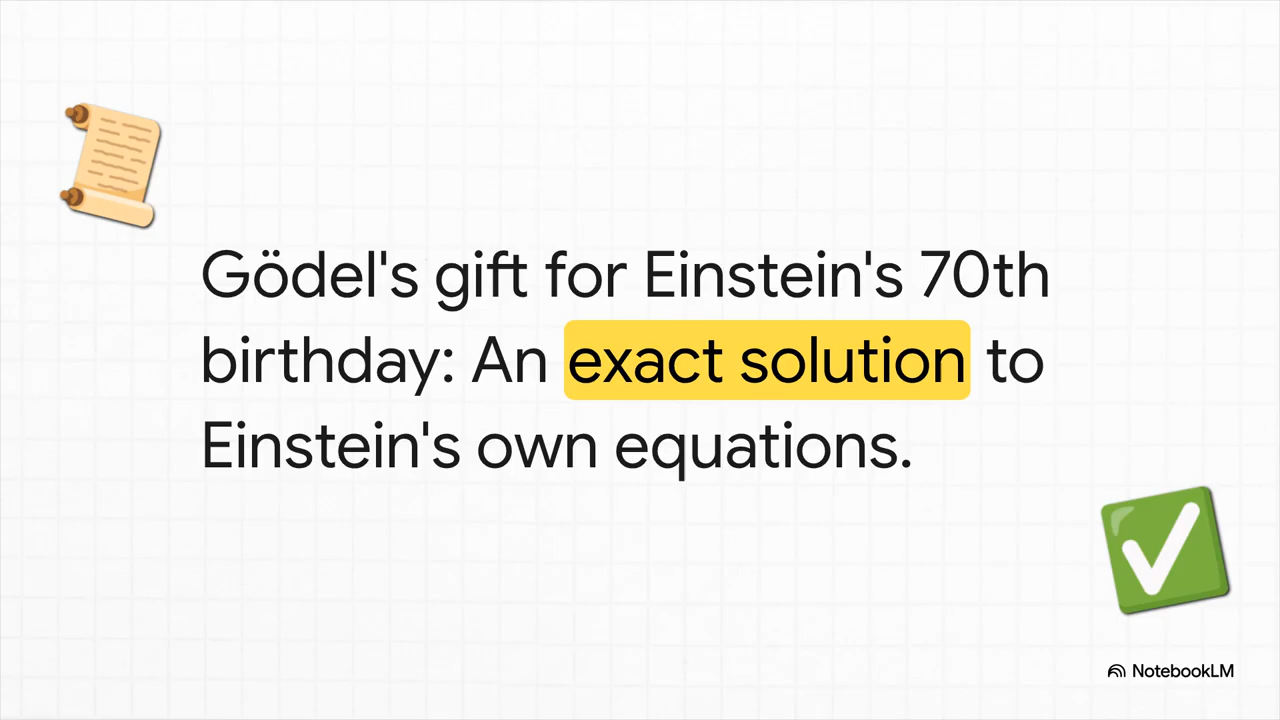 Gödel's gift for Einstein's 70th
birthday: An exact solution to
Einstein's own equations.
NotebookLM